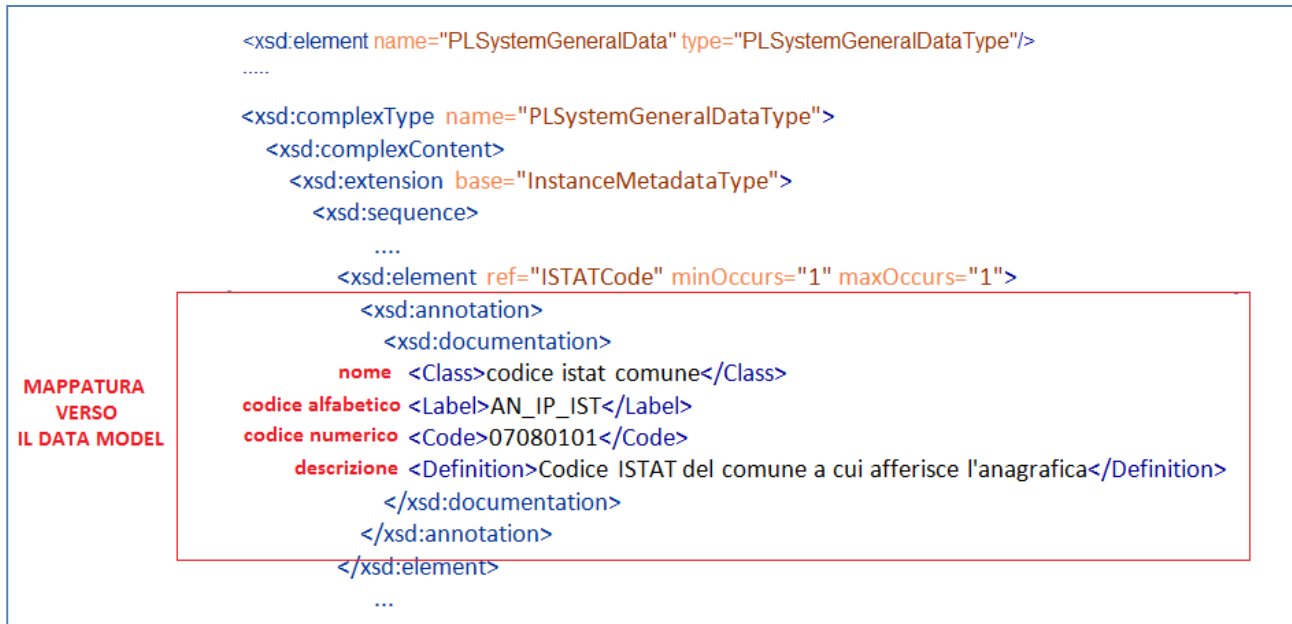 <xsd:element name="PLSystemGeneralData" type="PLSystemGeneralDataType"/>
.....
<xsd:complexType name="PLSystemGeneralDataType">
<xsd:complexContent>
<xsd:extension base="InstanceMetadataType">
<xsd:sequence>
....
<xsd:element ref="ISTATCode" minOccurs="1" maxOccurs="1">
<xsd:annotation>
<xsd:documentation>
nome <Class>codice istat comune</Class>
MAPPATURA
VERSO
IL DATA MODEL
codice alfabetico <Label>AN_IP_IST</Label>
codice numerico <Code>07080101</Code>
descrizione <Definition>Codice ISTAT del comune a cui afferisce l'anagrafica</Definition>
</xsd:documentation>
</xsd:annotation>
</xsd:element>
...